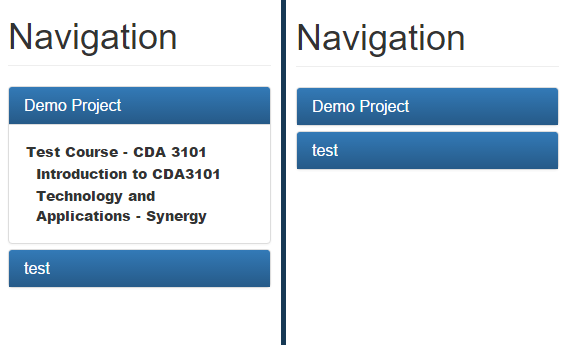 Navigation
Demo Project
Test Course - CDA 3101
Introduction to CDA3101
Technology and
Applications - Synergy
test
Navigation
Demo Project
test